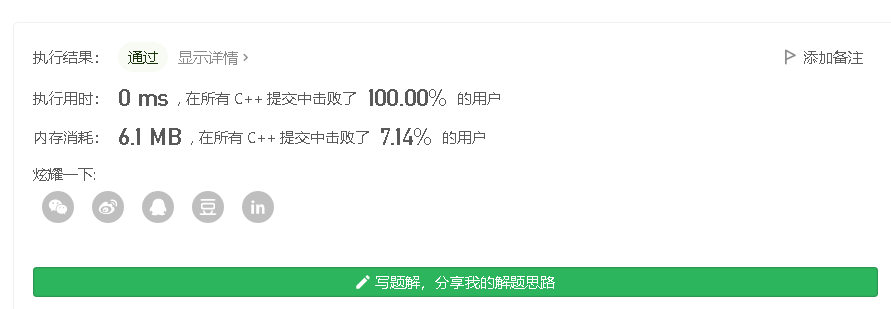 执行结果： 通过 显示详情 › 添加备注
执行用时： 0 ms , 在所有 C++ 提交中击败了 100.00% 的用户
内存消耗： 6.1 MB , 在所有 C++ 提交中击败了 7.14% 的用户
炫耀一下:
豆 in
写题解，分享我的解题思路